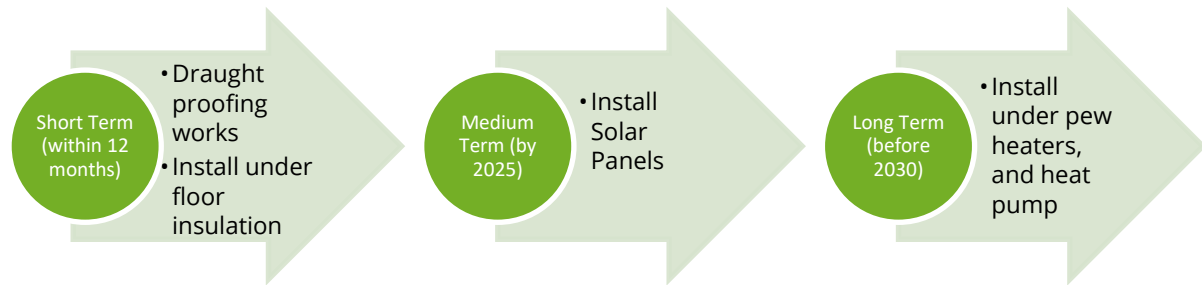 Short Term
(within 12
months)
• Draught
proofing
works
• Install under
floor
insulation
Medium
Term (by
2025)
• Install
Solar
Panels
Long Term
(before
2030)
• Install
under pew
heaters,
and heat
pump